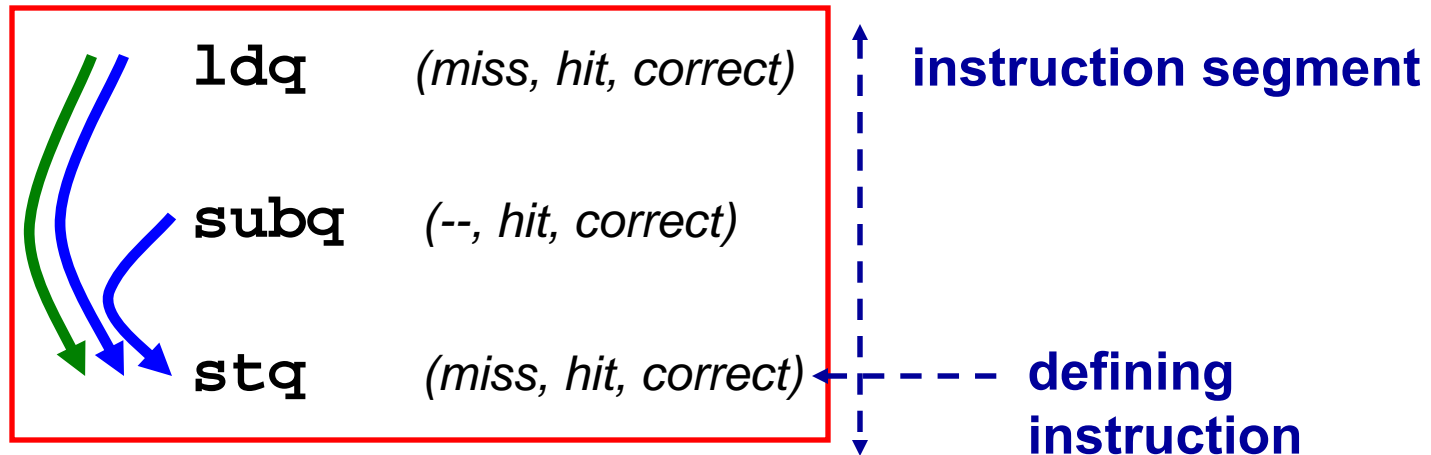 ldq (miss, hit, correct) instruction segment
subq (--, hit, correct)
stq (miss, hit, correct) defining
instruction